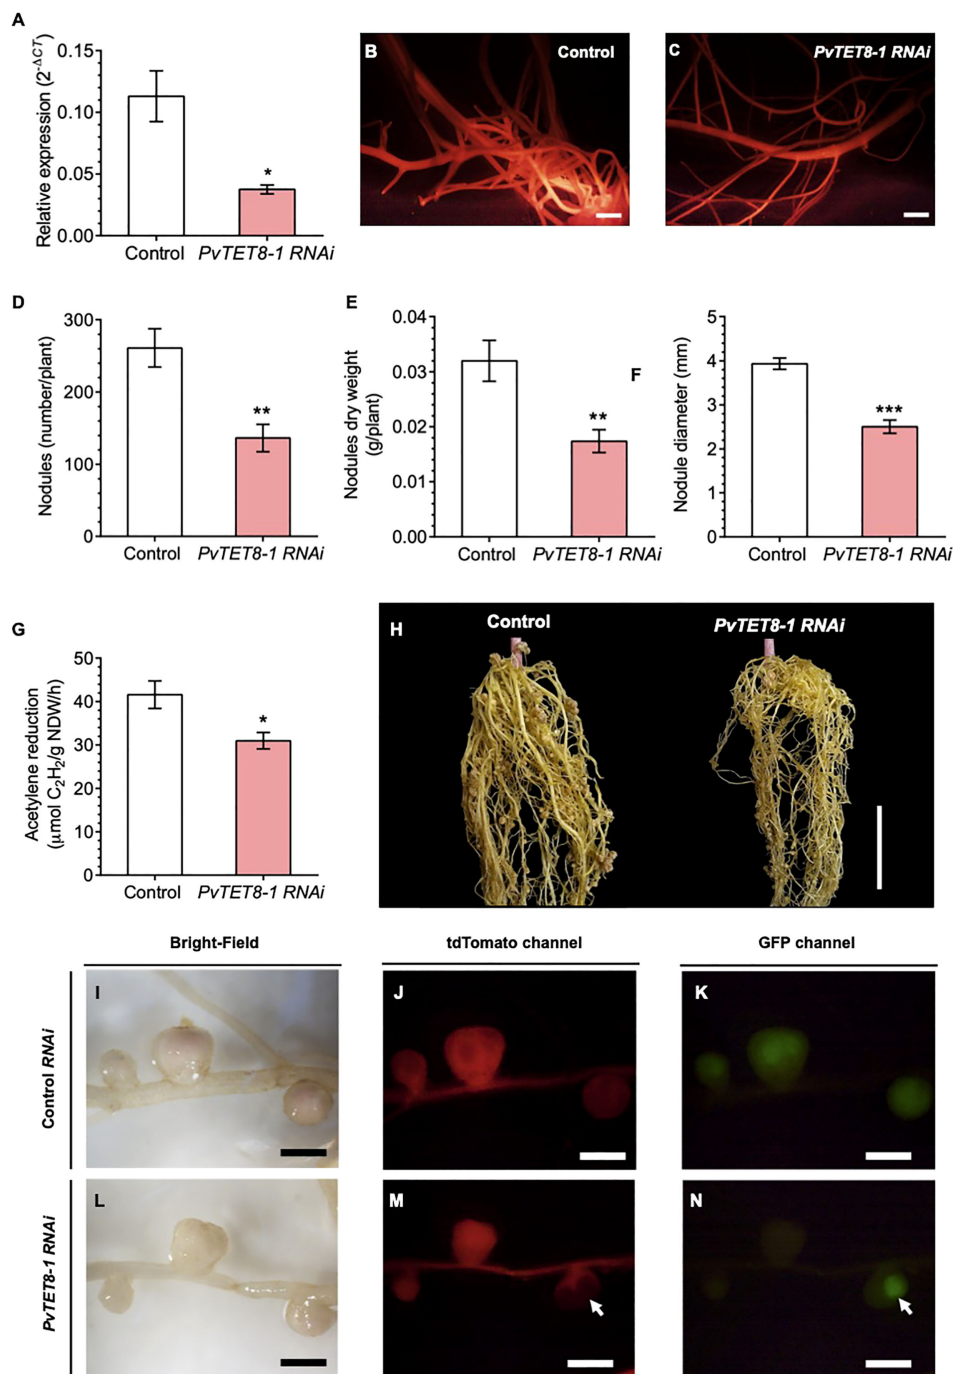 A
Relative expression (2^-ΔCT)
0.15
0.10
0.05
0.00
*
Control
PvTET8-1 RNAi
B
Control
C
PvTET8-1 RNAi
D
Nodules (number/plant)
300
200
100
0
**
Control
PvTET8-1 RNAi
E
Nodules dry weight
(g/plant)
0.04
0.03
0.02
0.01
0.00
**
Control
PvTET8-1 RNAi
F
Nodule diameter (mm)
5
4
3
2
1
0
***
Control
PvTET8-1 RNAi
G
Acetylene reduction
(μmol C₂H₂/g NDW/h)
50
40
30
20
10
0
*
Control
PvTET8-1 RNAi
H
Control
PvTET8-1 RNAi
Bright-Field
tdTomato channel
GFP channel
Control RNAi
I
J
K
PvTET8-1 RNAi
L
M
N